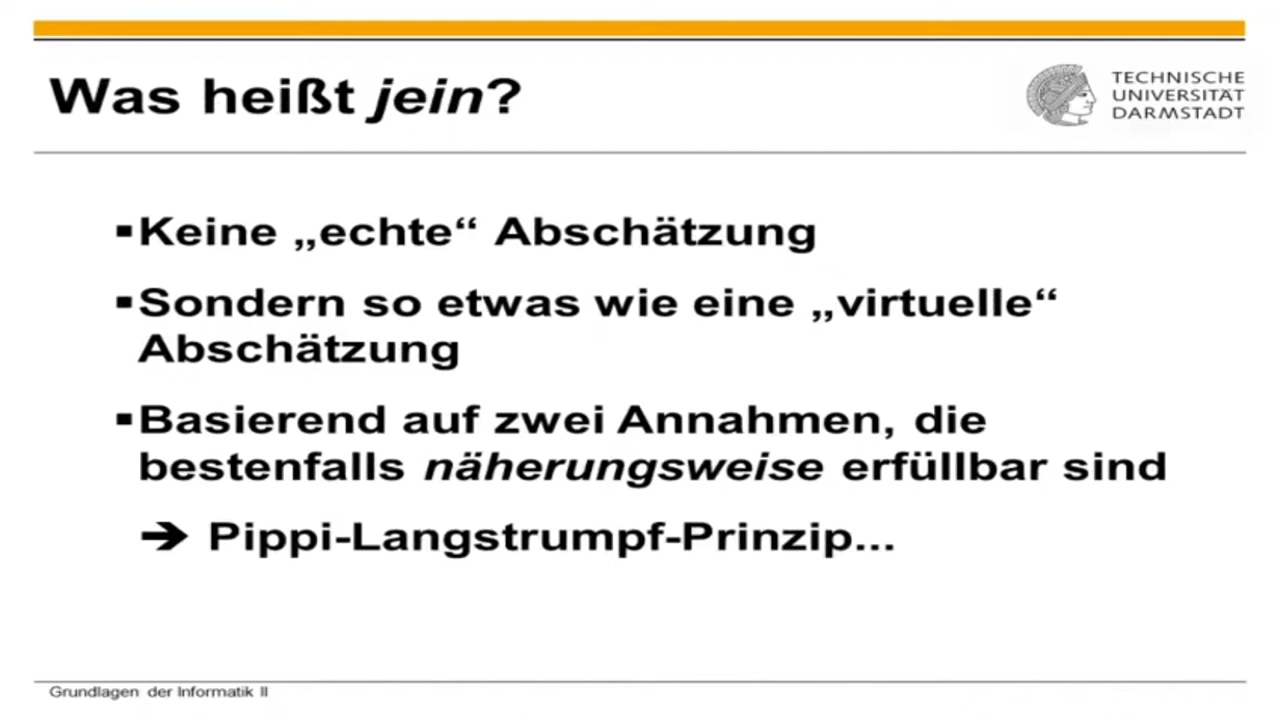 Was heißt jein?
TECHNISCHE
UNIVERSITÄT
DARMSTADT
▪Keine „echte“ Abschätzung
▪Sondern so etwas wie eine „virtuelle“
Abschätzung
▪Basierend auf zwei Annahmen, die
bestenfalls näherungsweise erfüllbar sind
➔ Pippi-Langstrumpf-Prinzip...
Grundlagen der Informatik II